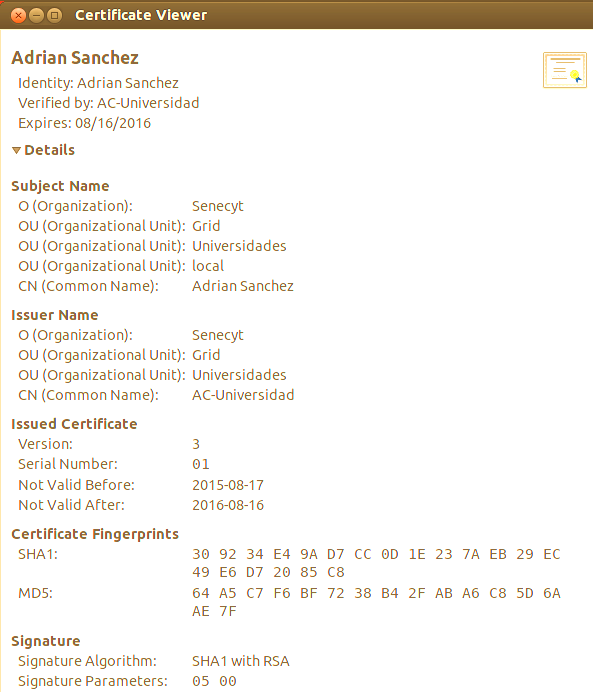 Certificate Viewer
Adrian Sanchez
Identity: Adrian Sanchez
Verified by: AC-Universidad
Expires: 08/16/2016
Details
Subject Name
O (Organization): Senecyt
OU (Organizational Unit): Grid
OU (Organizational Unit): Universidades
OU (Organizational Unit): local
CN (Common Name): Adrian Sanchez
Issuer Name
O (Organization): Senecyt
OU (Organizational Unit): Grid
OU (Organizational Unit): Universidades
CN (Common Name): AC-Universidad
Issued Certificate
Version: 3
Serial Number: 01
Not Valid Before: 2015-08-17
Not Valid After: 2016-08-16
Certificate Fingerprints
SHA1: 30 92 34 E4 9A D7 CC 0D 1E 23 7A EB 29 EC
49 E6 D7 20 85 C8
MD5: 64 A5 C7 F6 BF 72 38 B4 2F AB A6 C8 5D 6A
AE 7F
Signature
Signature Algorithm: SHA1 with RSA
Signature Parameters: 05 00